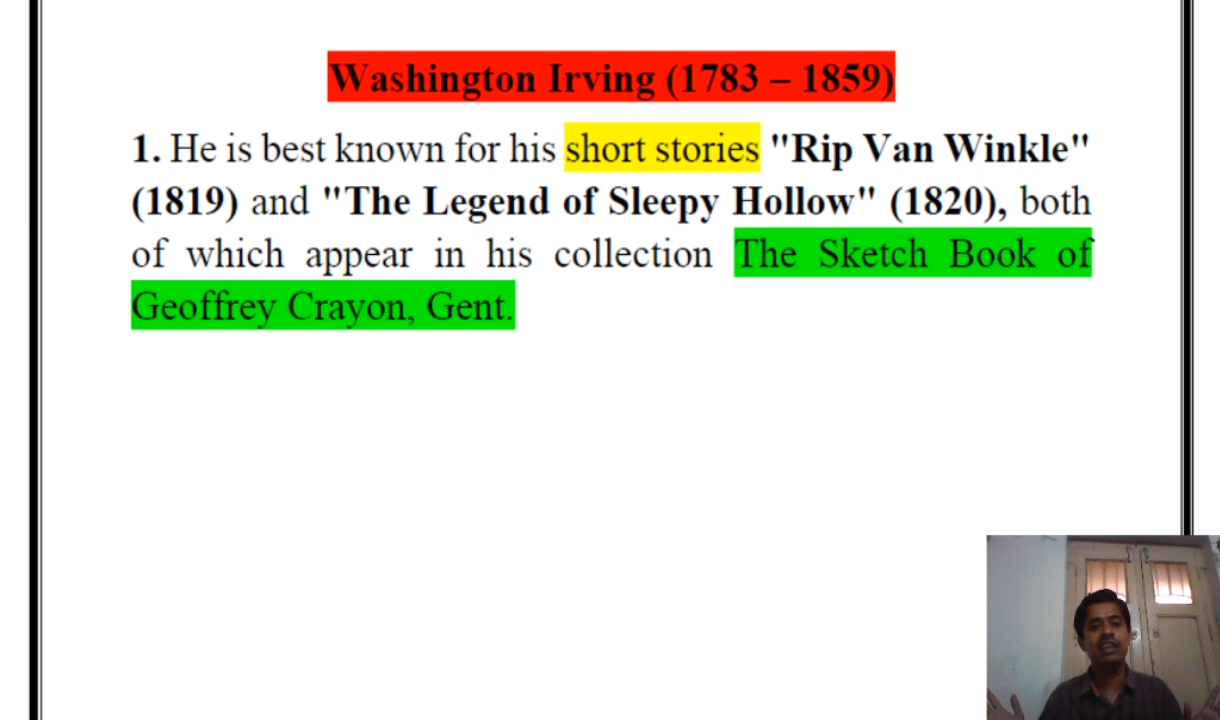 Washington Irving (1783 – 1859)
1. He is best known for his short stories "Rip Van Winkle"
(1819) and "The Legend of Sleepy Hollow" (1820), both
of which appear in his collection The Sketch Book of
Geoffrey Crayon, Gent.